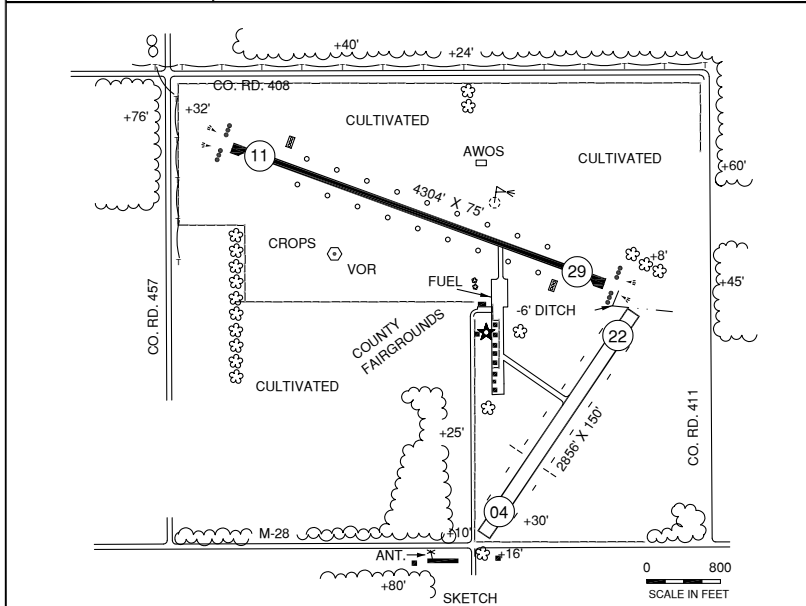 +40'
+24'
CO. RD. 408
+76'
+32'
CULTIVATED
AWOS
CULTIVATED
+60'
11
4304' X 75'
CROPS
VOR
29
+8'
+45'
FUEL
-6' DITCH
CO. RD. 457
COUNTY
FAIRGROUNDS
22
CULTIVATED
CO. RD. 411
+25'
2856' X 150'
04
+30'
M-28
+10'
ANT.
+16'
+80'
SKETCH
0 800
SCALE IN FEET